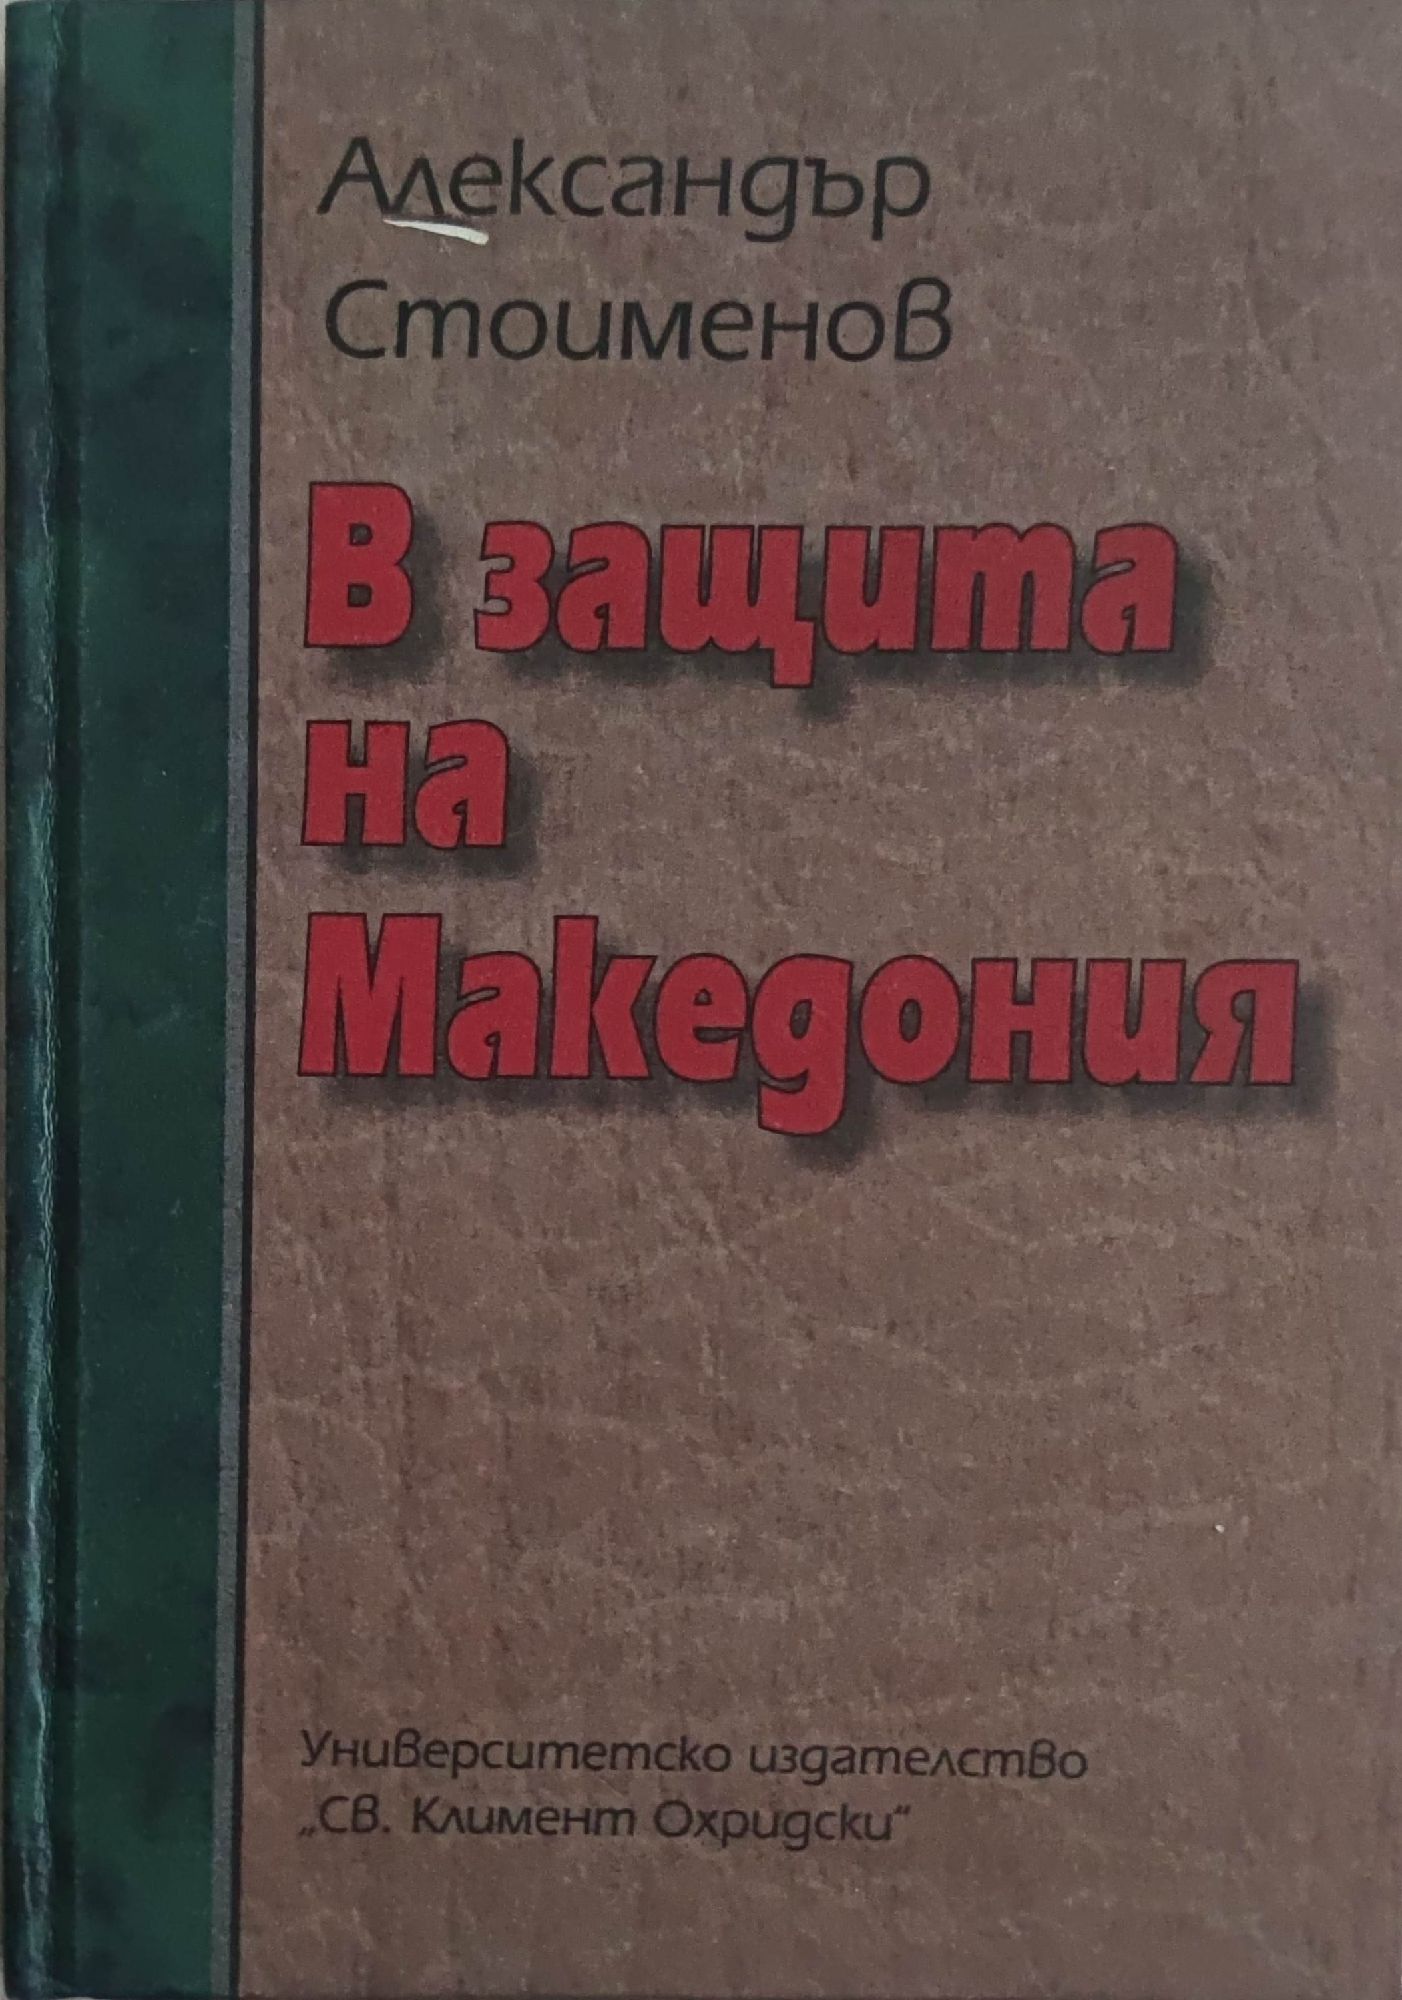 Александър
Стоименов
В защита
на
Македония
Университетско издателство
„Св. Климент Охридски“